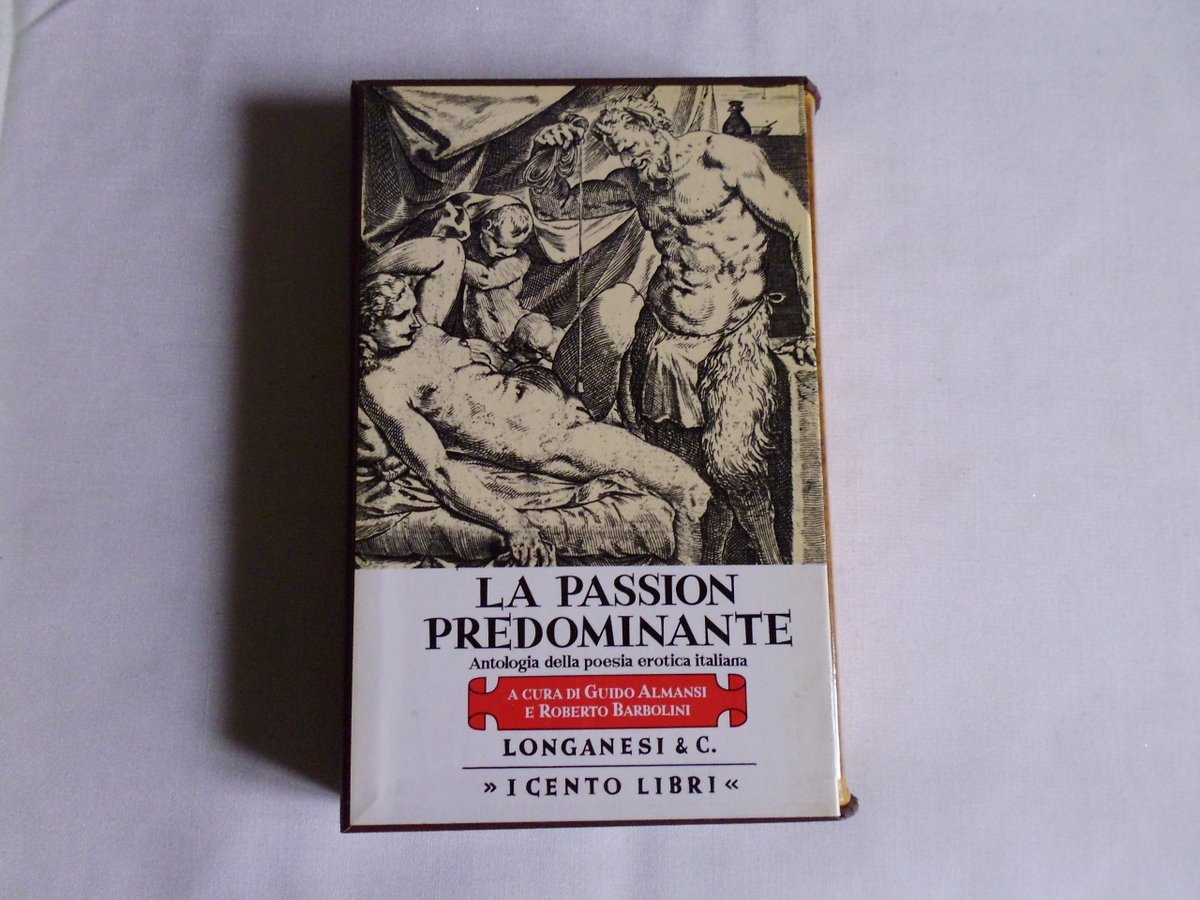 LA PASSION
PREDOMINANTE
Antologia della poesia erotica italiana
A CURA DI GUIDO ALMANSI
E ROBERTO BARBOLINI
LONGANESI & C.
» I CENTO LIBRI «